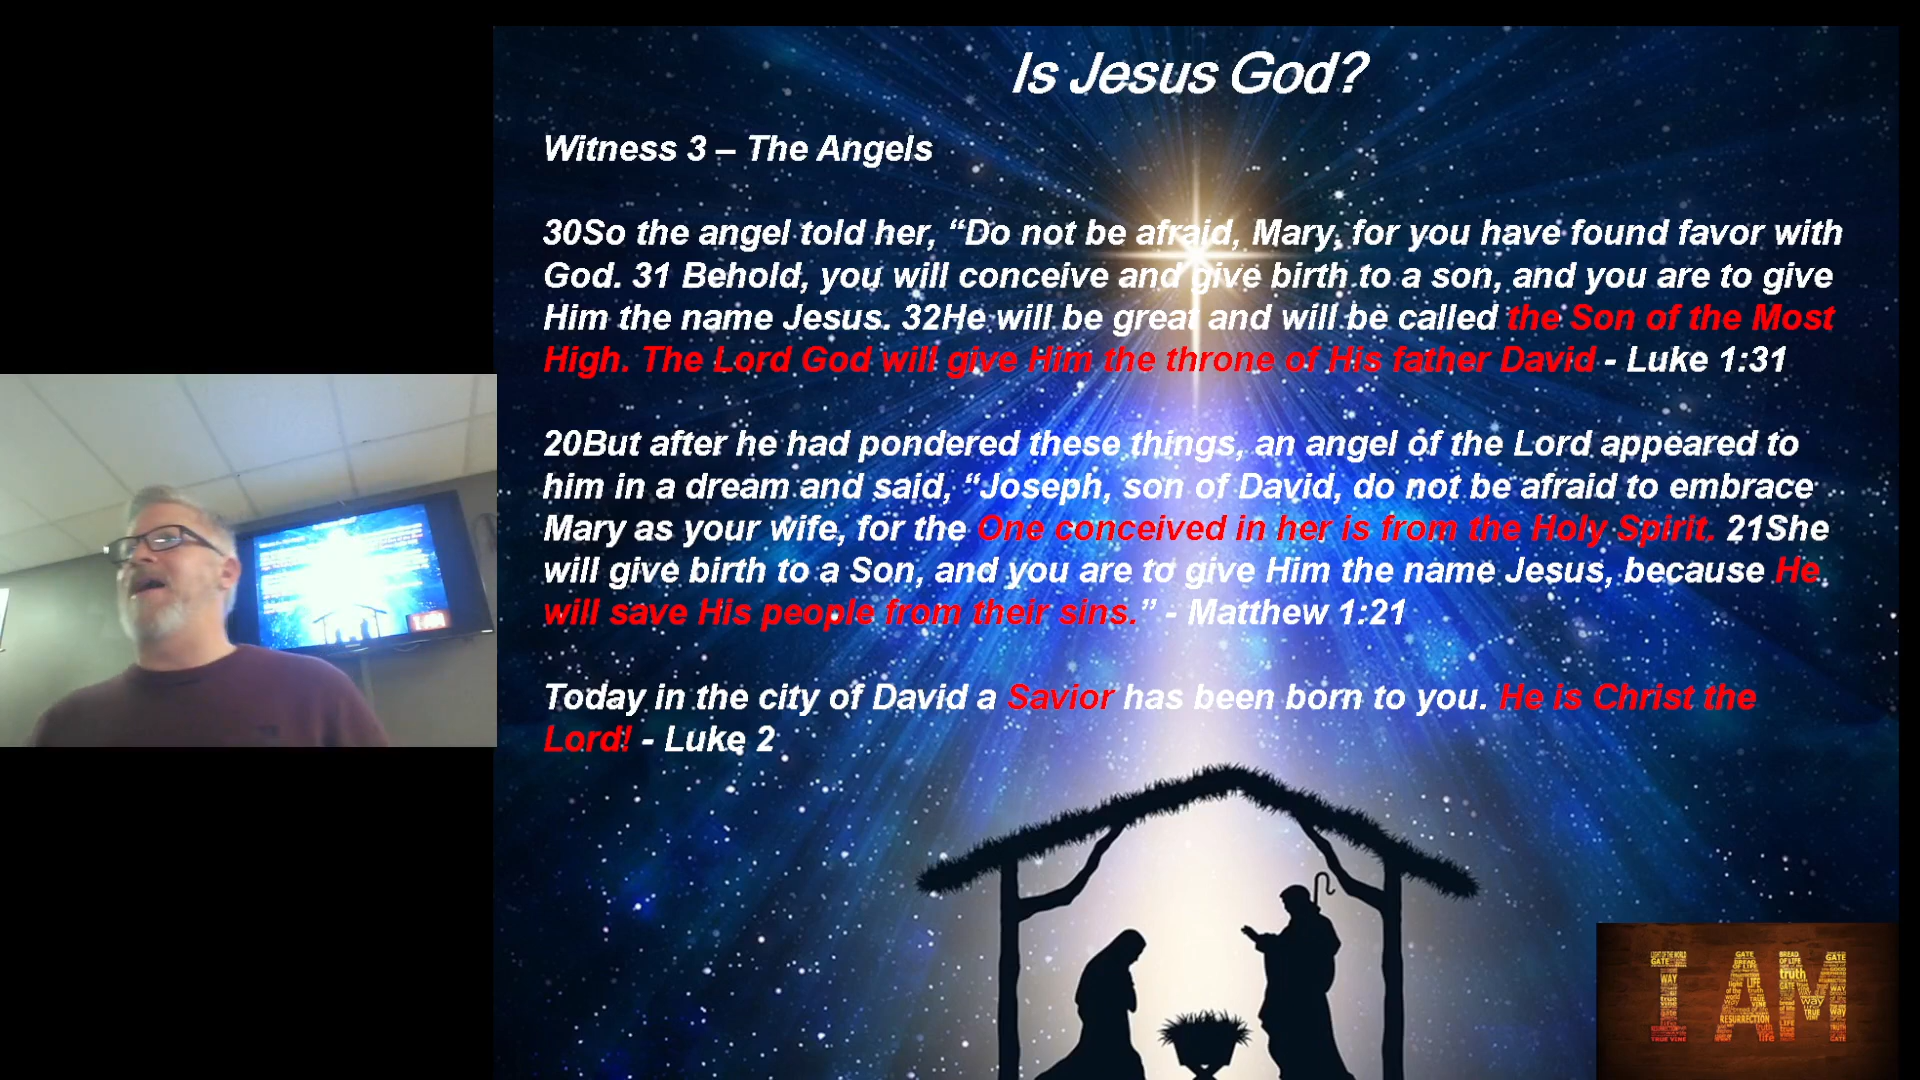 Is Jesus God?
Witness 3 – The Angels
30So the angel told her, “Do not be afraid, Mary, for you have found favor with
God. 31 Behold, you will conceive and give birth to a son, and you are to give
Him the name Jesus. 32He will be great and will be called the Son of the Most
High. The Lord God will give Him the throne of His father David - Luke 1:31
20But after he had pondered these things, an angel of the Lord appeared to
him in a dream and said, “Joseph, son of David, do not be afraid to embrace
Mary as your wife, for the One conceived in her is from the Holy Spirit. 21She
will give birth to a Son, and you are to give Him the name Jesus, because He
will save His people from their sins.” - Matthew 1:21
Today in the city of David a Savior has been born to you. He is Christ the
Lord! - Luke 2
I AM